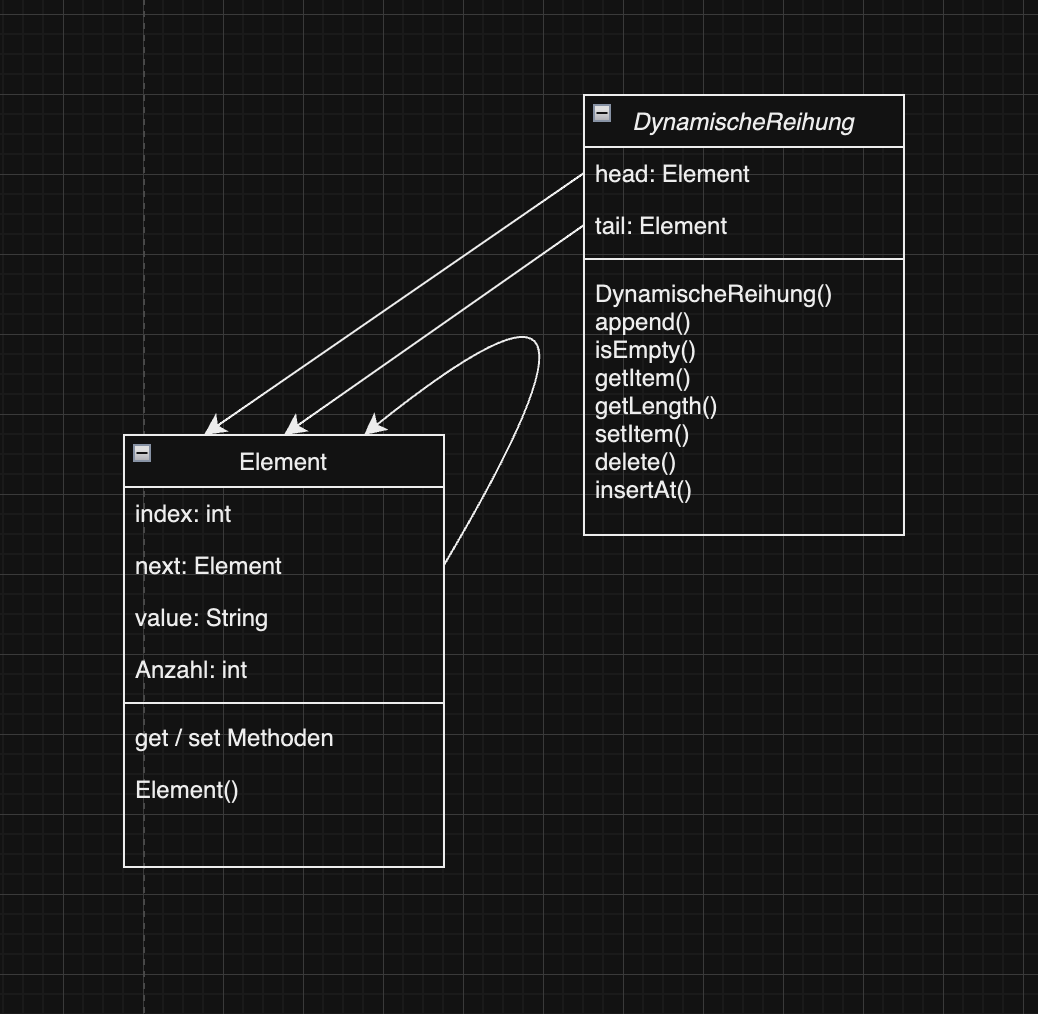 DynamischeReihung
head: Element
tail: Element
DynamischeReihung()
append()
isEmpty()
getItem()
getLength()
setItem()
delete()
insertAt()
Element
index: int
next: Element
value: String
Anzahl: int
get / set Methoden
Element()